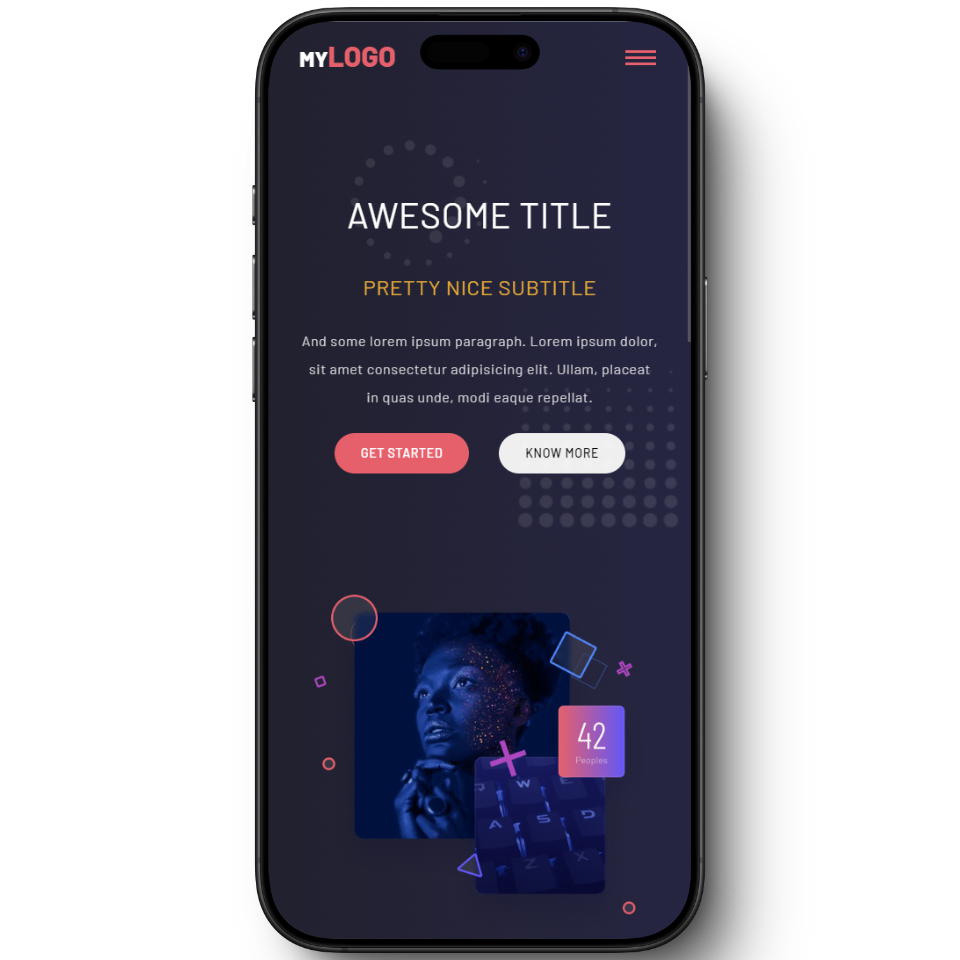 MYLOGO
AWESOME TITLE
PRETTY NICE SUBTITLE
And some lorem ipsum paragraph. Lorem ipsum dolor,
sit amet consectetur adipisicing elit. Ullam, placeat
in quas unde, modi eaque repellat.
GET STARTED KNOW MORE
42
Peoples
W E
A S D
Z X